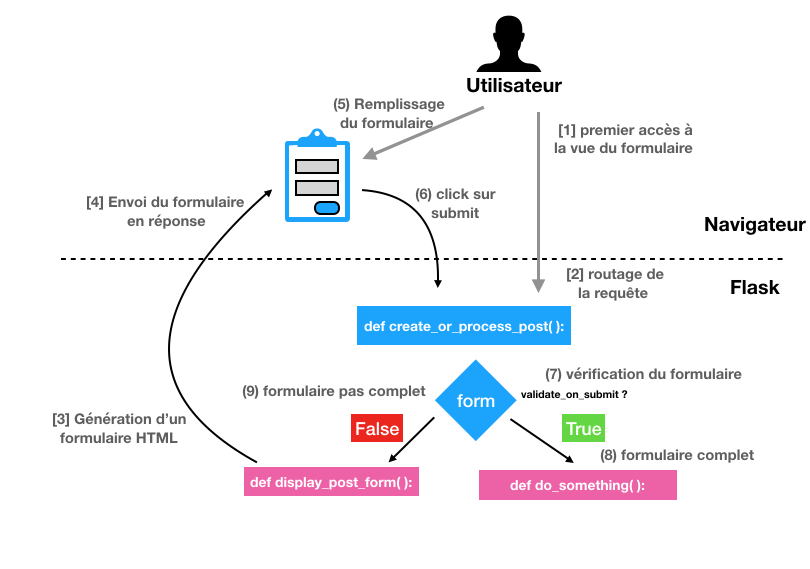 Utilisateur
(5) Remplissage
du formulaire
[1] premier accès à
la vue du formulaire
[4] Envoi du formulaire
en réponse
(6) click sur
submit
Navigateur
[2] routage de
la requête
Flask
def create_or_process_post( ):
(7) vérification du formulaire
validate_on_submit ?
(9) formulaire pas complet
form
False
True
[3] Génération d’un
formulaire HTML
(8) formulaire complet
def display_post_form( ):
def do_something( ):